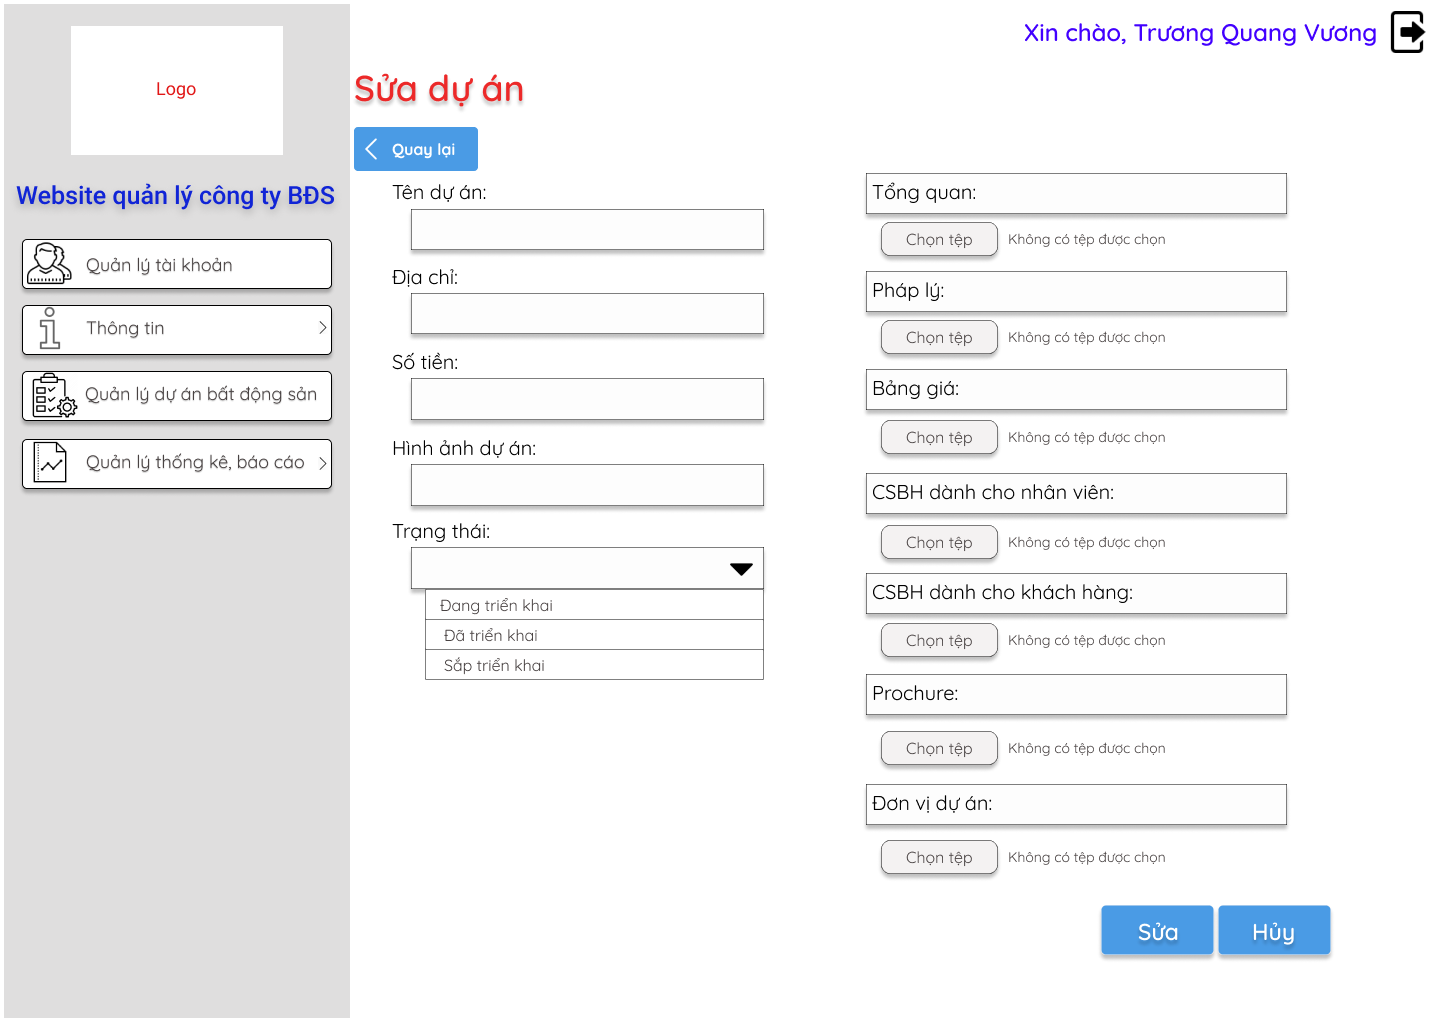 Xin chào, Trương Quang Vương
Logo
Website quản lý công ty BĐS
Quản lý tài khoản
Thông tin
Quản lý dự án bất động sản
Quản lý thống kê, báo cáo
Sửa dự án
Quay lại
Tên dự án:
Địa chỉ:
Số tiền:
Hình ảnh dự án:
Trạng thái:
Đang triển khai
Đã triển khai
Sắp triển khai
Tổng quan:
Chọn tệp Không có tệp được chọn
Pháp lý:
Chọn tệp Không có tệp được chọn
Bảng giá:
Chọn tệp Không có tệp được chọn
CSBH dành cho nhân viên:
Chọn tệp Không có tệp được chọn
CSBH dành cho khách hàng:
Chọn tệp Không có tệp được chọn
Prochure:
Chọn tệp Không có tệp được chọn
Đơn vị dự án:
Chọn tệp Không có tệp được chọn
Sửa Hủy